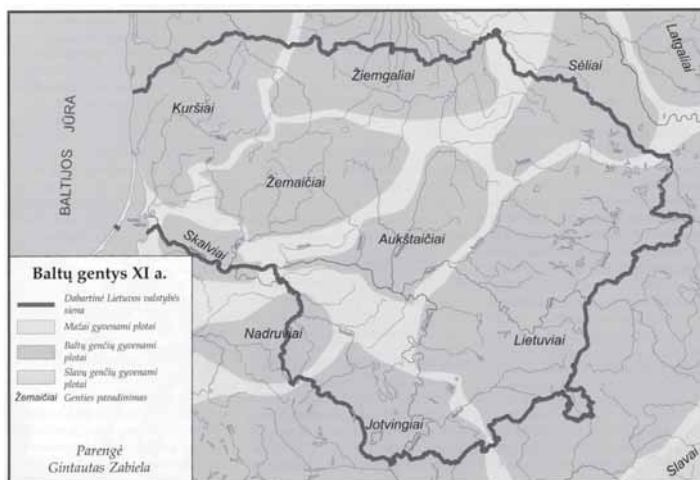 Latgaliai
Žiemgaliai
Sėliai
Kuršiai
BALTIJOS JŪRA
Žemaičiai
Skalviai
Aukštaičiai
Baltų gentys XI a.
Dabartinė Lietuvos valstybės
siena
Mažai gyvenami plotai
Baltų genčių gyvenami
plotai
Slavų genčių gyvenami
plotai
Žemaičiai Genties pavadinimas
Parengė
Gintautas Zabiela
Nadruviai
Lietuviai
Jotvingiai
Slavai